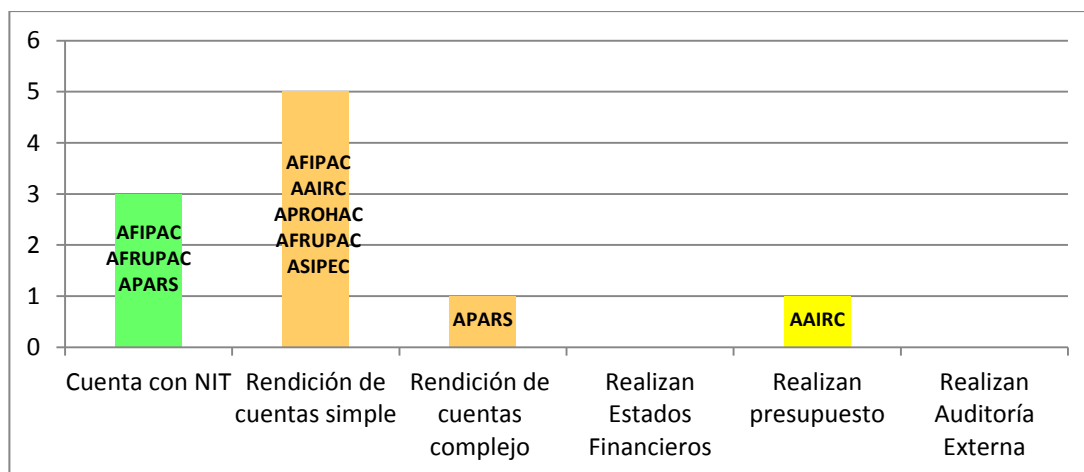 6
5
4
3
2
1
0
AFIPAC
AFRUPAC
APARS
AFIPAC
AAIRC
APROHAC
AFRUPAC
ASIPEC
APARS
AAIRC
Cuenta con NIT
Rendición de
cuentas simple
Rendición de
cuentas
complejo
Realizan
Estados
Financieros
Realizan
presupuesto
Realizan
Auditoría
Externa